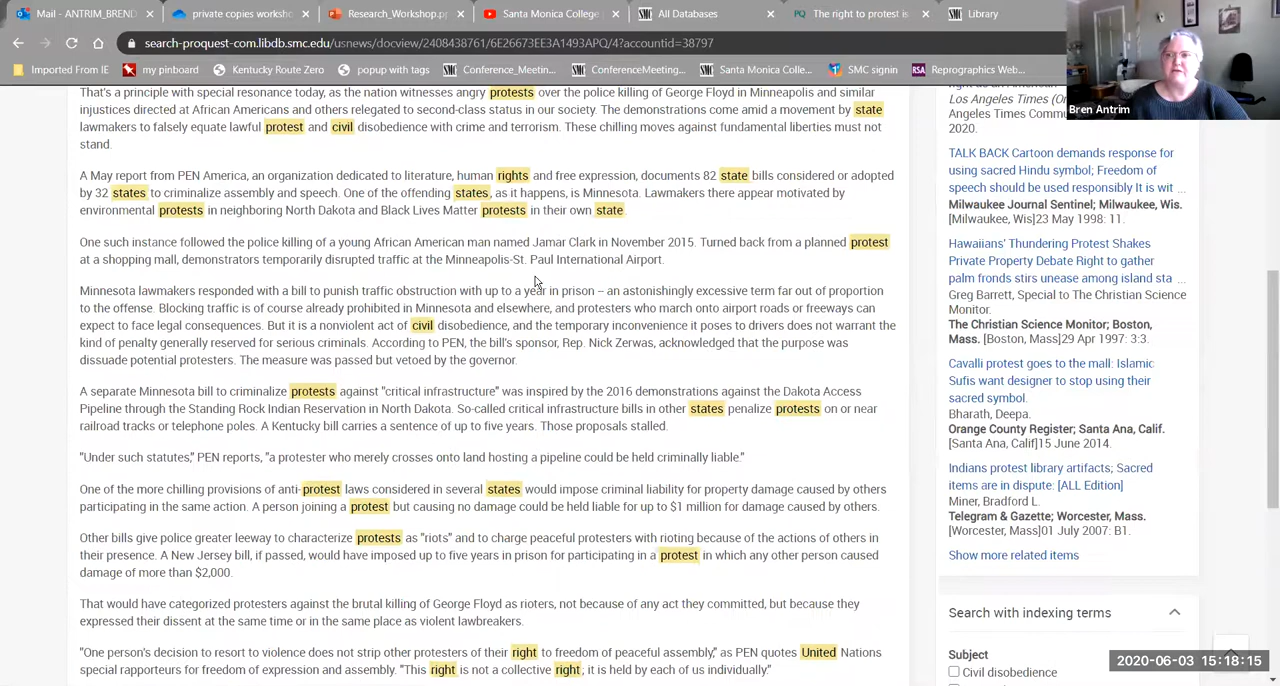 Mail - ANTRIM_BREND
private copies worksho
Research_Workshop.pp
Santa Monica College
All Databases
The right to protest is
Library
search-proquest-com.libdb.smc.edu/usnews/docview/2408438761/6E26673EE3A1493APQ/4?accountid=38797
Imported From IE
my pinboard
Kentucky Route Zero
popup with tags
Conference_Meetin...
ConferenceMeeting...
Santa Monica Colle...
SMC signin
Reprographics Web...
Bren Antrim
That's a principle with special resonance today, as the nation witnesses angry protests over the police killing of George Floyd in Minneapolis and similar
injustices directed at African Americans and others relegated to second-class status in our society. The demonstrations come amid a movement by state
lawmakers to falsely equate lawful protest and civil disobedience with crime and terrorism. These chilling moves against fundamental liberties must not
stand.
A May report from PEN America, an organization dedicated to literature, human rights and free expression, documents 82 state bills considered or adopted
by 32 states to criminalize assembly and speech. One of the offending states, as it happens, is Minnesota. Lawmakers there appear motivated by
environmental protests in neighboring North Dakota and Black Lives Matter protests in their own state.
One such instance followed the police killing of a young African American man named Jamar Clark in November 2015. Turned back from a planned protest
at a shopping mall, demonstrators temporarily disrupted traffic at the Minneapolis-St. Paul International Airport.
Minnesota lawmakers responded with a bill to punish traffic obstruction with up to a year in prison – an astonishingly excessive term far out of proportion
to the offense. Blocking traffic is of course already prohibited in Minnesota and elsewhere, and protesters who march onto airport roads or freeways can
expect to face legal consequences. But it is a nonviolent act of civil disobedience, and the temporary inconvenience it poses to drivers does not warrant the
kind of penalty generally reserved for serious criminals. According to PEN, the bill's sponsor, Rep. Nick Zerwas, acknowledged that the purpose was
dissuade potential protesters. The measure was passed but vetoed by the governor.
A separate Minnesota bill to criminalize protests against "critical infrastructure" was inspired by the 2016 demonstrations against the Dakota Access
Pipeline through the Standing Rock Indian Reservation in North Dakota. So-called critical infrastructure bills in other states penalize protests on or near
railroad tracks or telephone poles. A Kentucky bill carries a sentence of up to five years. Those proposals stalled.
"Under such statutes," PEN reports, "a protester who merely crosses onto land hosting a pipeline could be held criminally liable."
One of the more chilling provisions of anti-protest laws considered in several states would impose criminal liability for property damage caused by others
participating in the same action. A person joining a protest but causing no damage could be held liable for up to $1 million for damage caused by others.
Other bills give police greater leeway to characterize protests as "riots" and to charge peaceful protesters with rioting because of the actions of others in
their presence. A New Jersey bill, if passed, would have imposed up to five years in prison for participating in a protest in which any other person caused
damage of more than $2,000.
That would have categorized protesters against the brutal killing of George Floyd as rioters, not because of any act they committed, but because they
expressed their dissent at the same time or in the same place as violent lawbreakers.
"One person's decision to resort to violence does not strip other protesters of their right to freedom of peaceful assembly," as PEN quotes United Nations
special rapporteurs for freedom of expression and assembly. "This right is not a collective right; it is held by each of us individually."
Los Angeles Times (On
Angeles Times Commu
2020.
TALK BACK Cartoon demands response for
using sacred Hindu symbol; Freedom of
speech should be used responsibly It is wit ...
Milwaukee Journal Sentinel; Milwaukee, Wis.
[Milwaukee, Wis]23 May 1998: 11.
Hawaiians' Thundering Protest Shakes
Private Property Debate Right to gather
palm fronds stirs unease among island sta ...
Greg Barrett, Special to The Christian Science
Monitor.
The Christian Science Monitor; Boston,
Mass. [Boston, Mass]29 Apr 1997: 3:3.
Cavalli protest goes to the mall: Islamic
Sufis want designer to stop using their
sacred symbol.
Bharath, Deepa.
Orange County Register; Santa Ana, Calif.
[Santa Ana, Calif]15 June 2014.
Indians protest library artifacts; Sacred
items are in dispute: [ALL Edition]
Miner, Bradford L.
Telegram & Gazette; Worcester, Mass.
[Worcester, Mass]01 July 2007: B1.
Show more related items
Search with indexing terms
Subject
Civil disobedience
2020-06-03 15:18:15